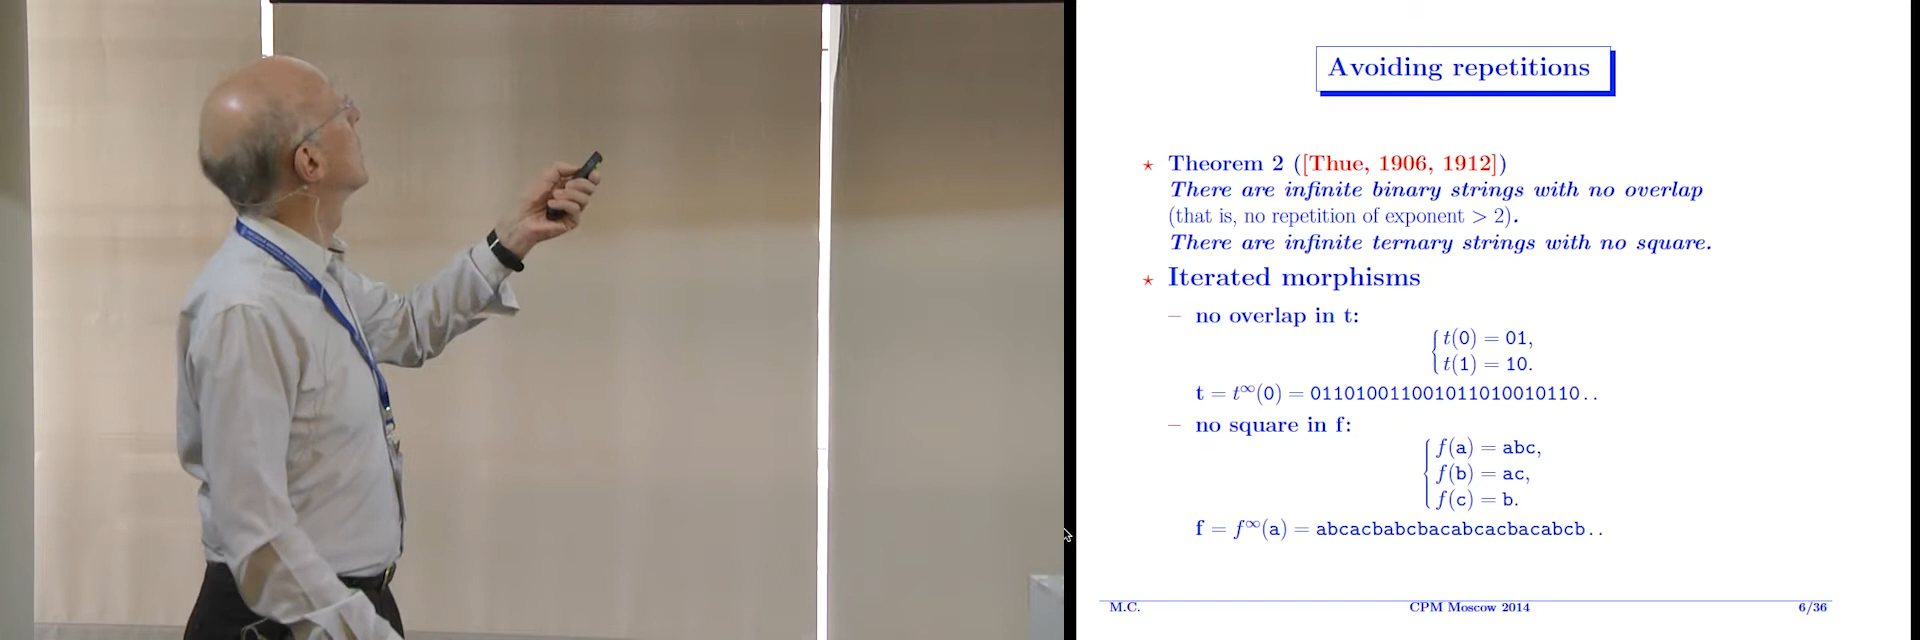 Avoiding repetitions
⋆ Theorem 2 ([Thue, 1906, 1912])
There are infinite binary strings with no overlap
(that is, no repetition of exponent > 2).
There are infinite ternary strings with no square.
⋆ Iterated morphisms
– no overlap in t:
t(0) = 01,
t(1) = 10.
t = t∞(0) = 011010011001011010010110..
– no square in f:
f(a) = abc,
f(b) = ac,
f(c) = b.
f = f∞(a) = abcacbabcbacabcacbacabcb..
M.C. CPM Moscow 2014 6/36